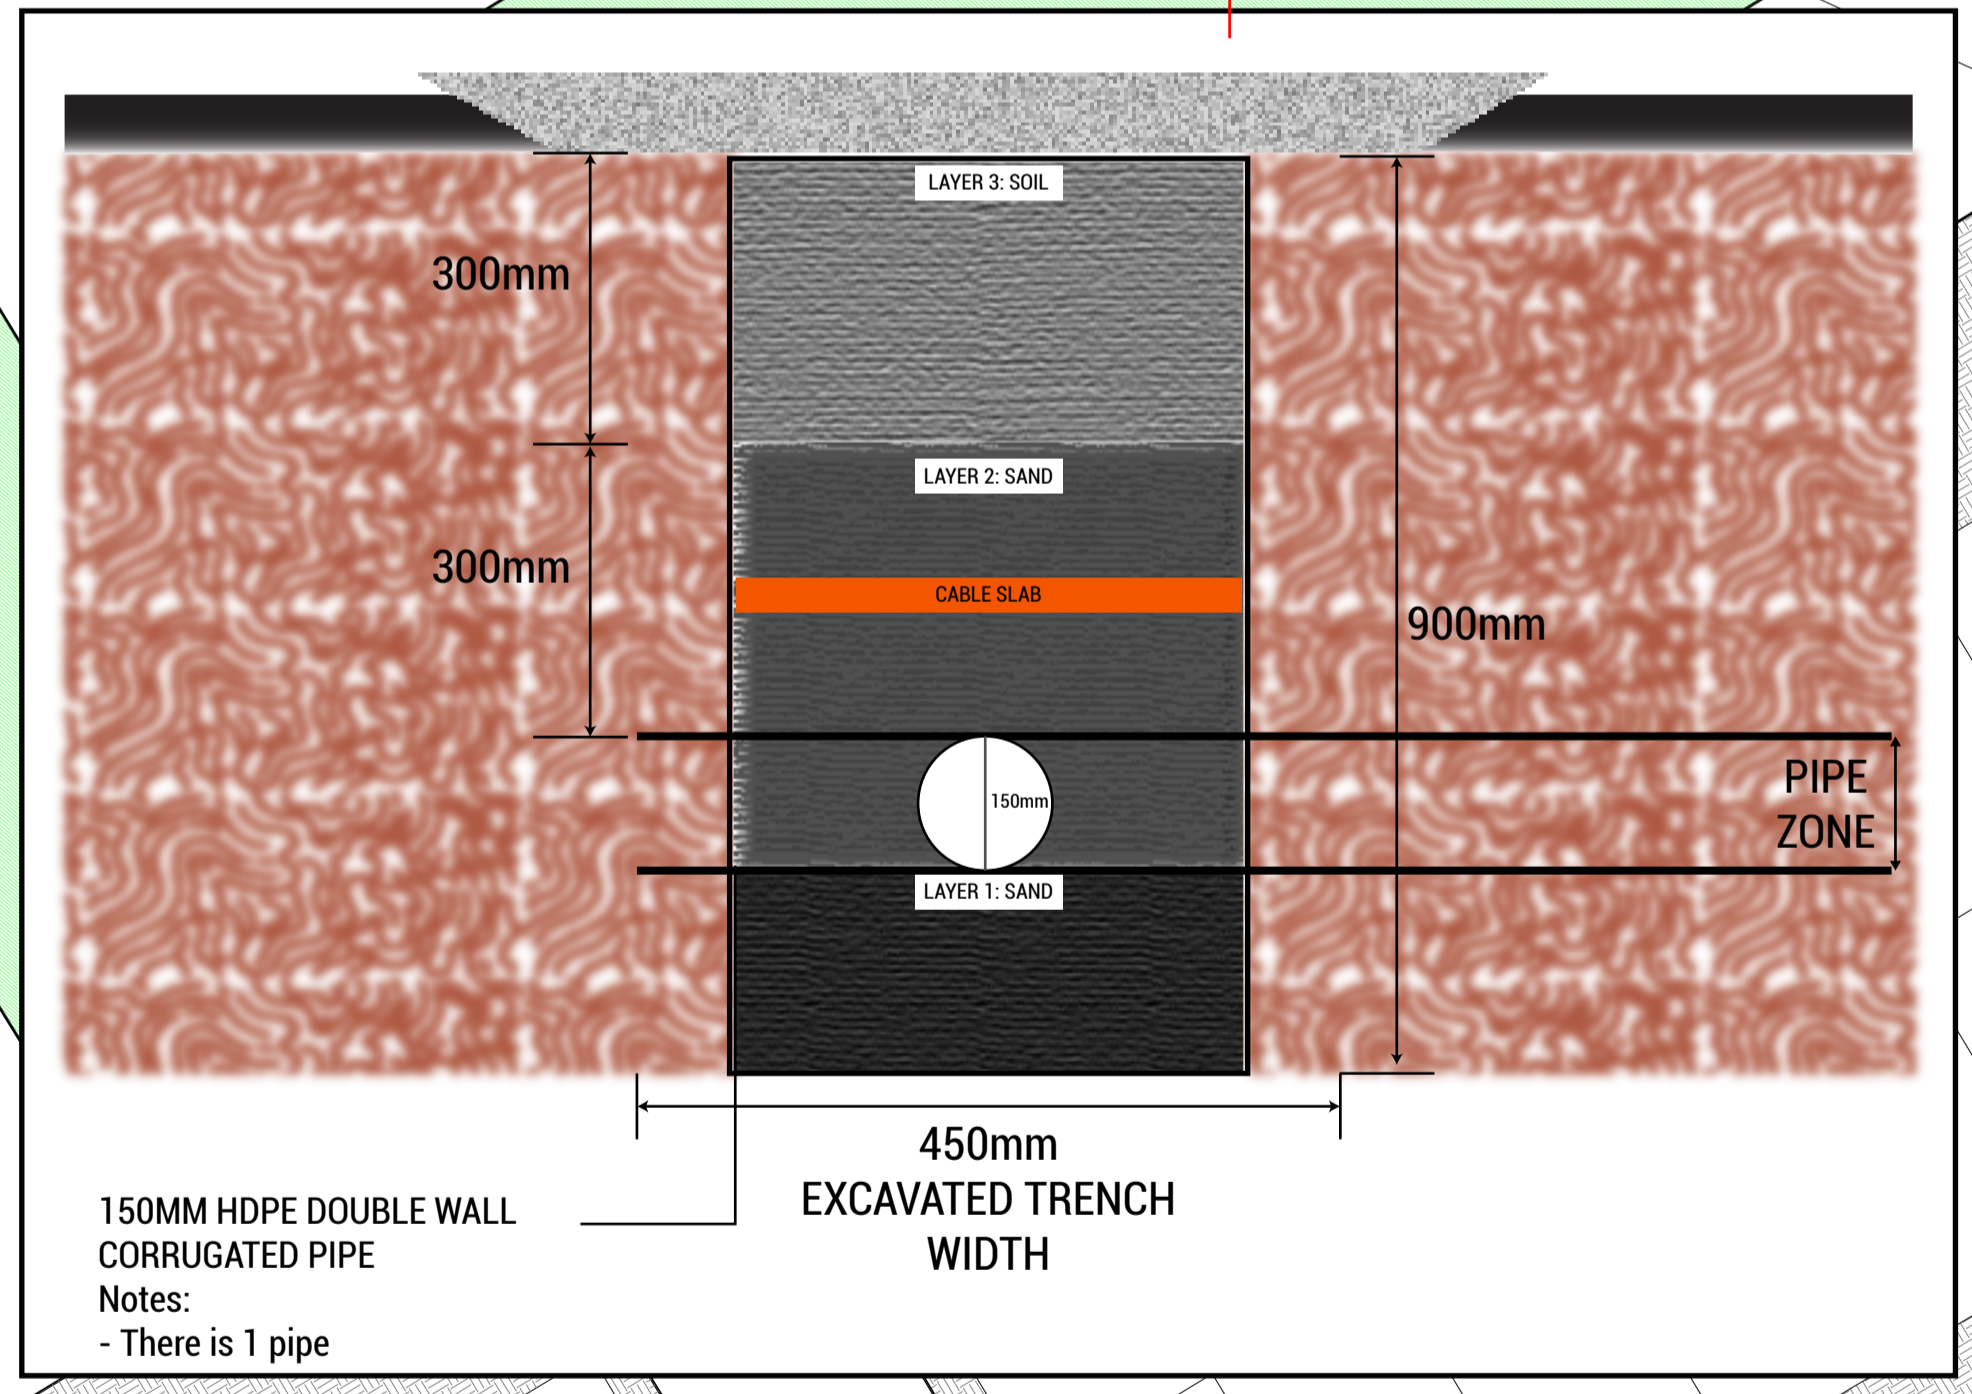 LAYER 3: SOIL
300mm
LAYER 2: SAND
300mm
CABLE SLAB
900mm
PIPE
ZONE
150mm
LAYER 1: SAND
450mm
EXCAVATED TRENCH
WIDTH
150MM HDPE DOUBLE WALL
CORRUGATED PIPE
Notes:
- There is 1 pipe